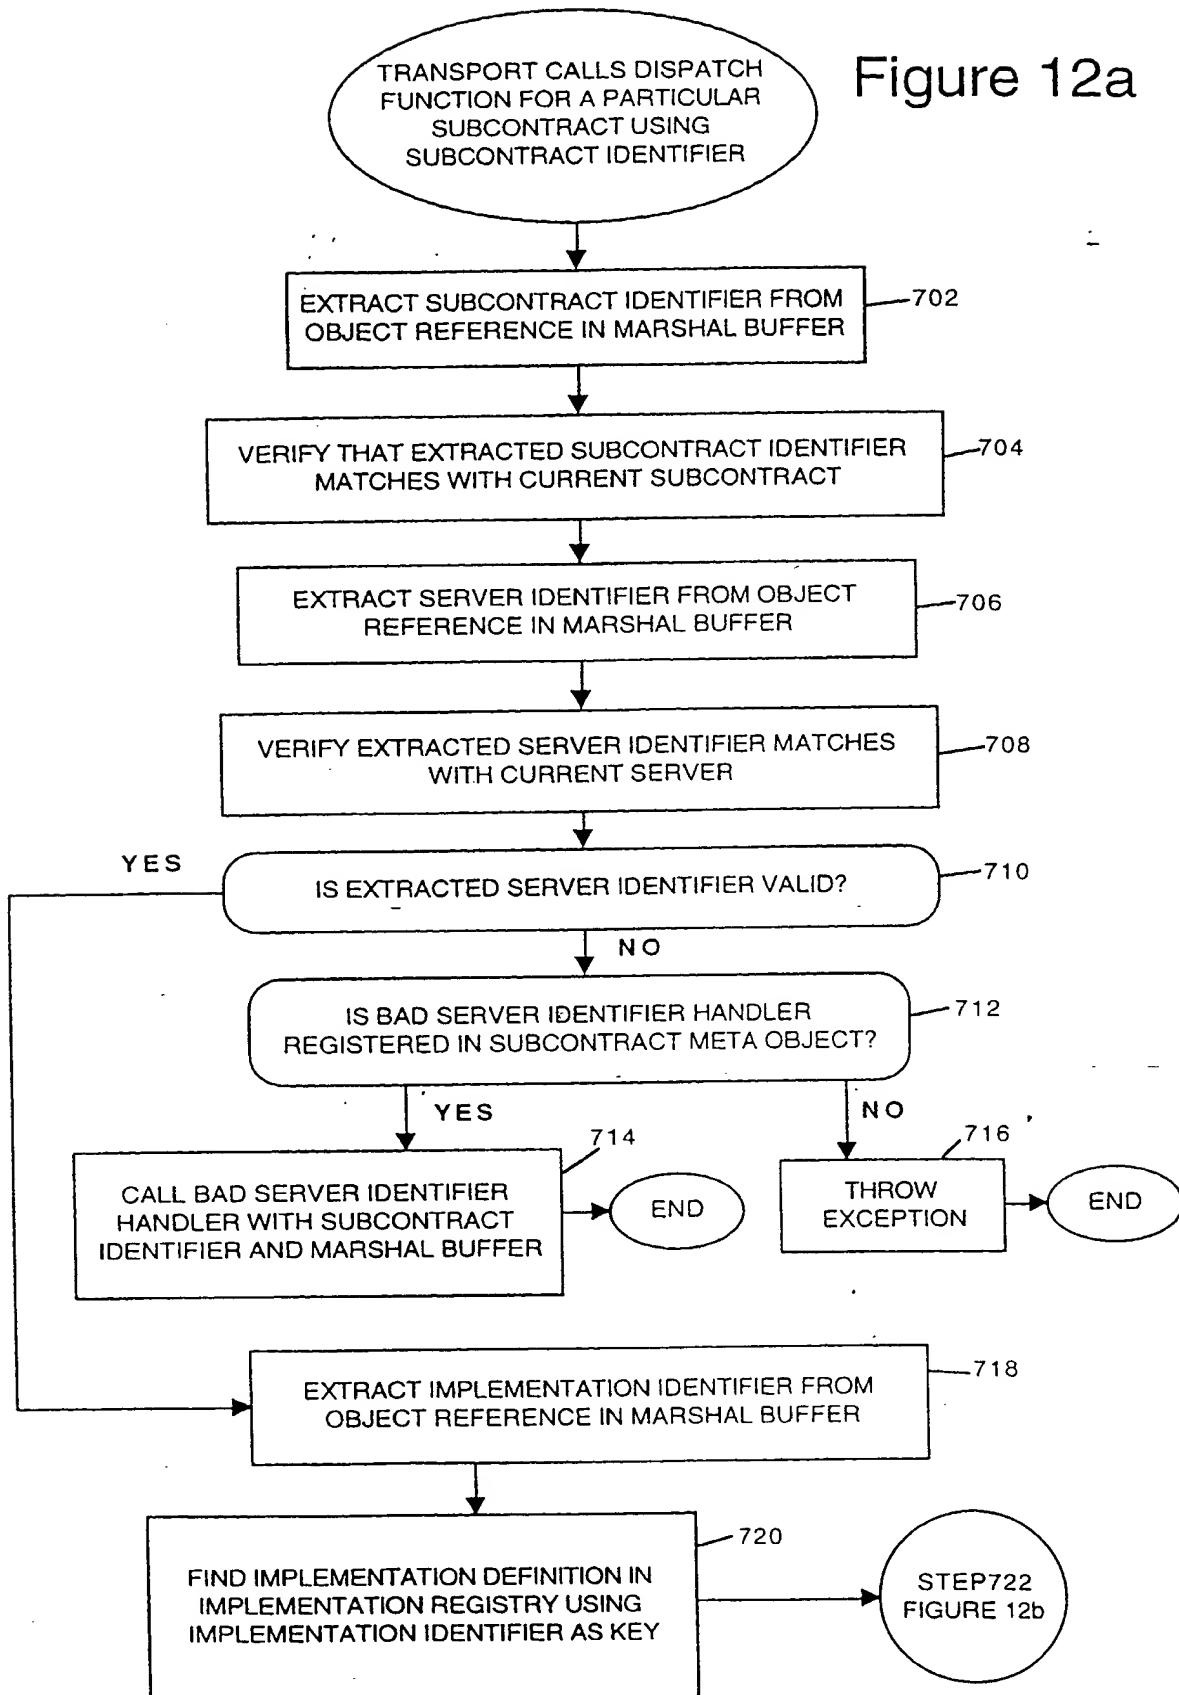 Figure 12a
TRANSPORT CALLS DISPATCH
FUNCTION FOR A PARTICULAR
SUBCONTRACT USING
SUBCONTRACT IDENTIFIER
EXTRACT SUBCONTRACT IDENTIFIER FROM
OBJECT REFERENCE IN MARSHAL BUFFER
702
VERIFY THAT EXTRACTED SUBCONTRACT IDENTIFIER
MATCHES WITH CURRENT SUBCONTRACT
704
EXTRACT SERVER IDENTIFIER FROM OBJECT
REFERENCE IN MARSHAL BUFFER
706
VERIFY EXTRACTED SERVER IDENTIFIER MATCHES
WITH CURRENT SERVER
708
YES
IS EXTRACTED SERVER IDENTIFIER VALID?
710
NO
IS BAD SERVER IDENTIFIER HANDLER
REGISTERED IN SUBCONTRACT META OBJECT?
712
YES
NO
714
CALL BAD SERVER IDENTIFIER
HANDLER WITH SUBCONTRACT
IDENTIFIER AND MARSHAL BUFFER
END
716
THROW
EXCEPTION
END
EXTRACT IMPLEMENTATION IDENTIFIER FROM
OBJECT REFERENCE IN MARSHAL BUFFER
718
FIND IMPLEMENTATION DEFINITION IN
IMPLEMENTATION REGISTRY USING
IMPLEMENTATION IDENTIFIER AS KEY
720
STEP722
FIGURE 12b